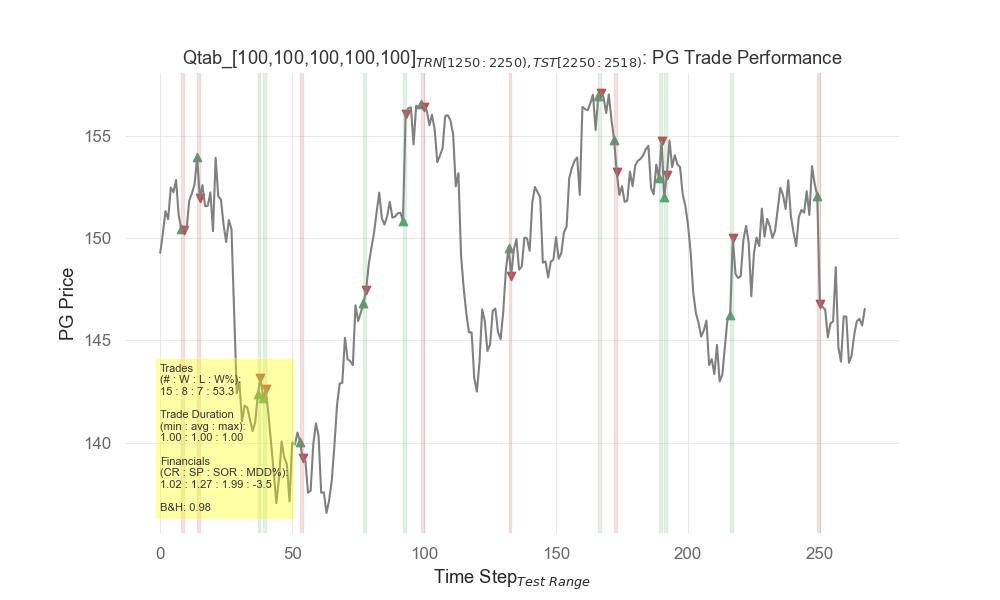 Qtab_[100,100,100,100,100]TRN[1250:2250),TST[2250:2518): PG Trade Performance
155
150
145
140
PG Price
Trades
(# : W : L : W%):
15 : 8 : 7 : 53.3
Trade Duration
(min : avg : max):
1.00 : 1.00 : 1.00
Financials
(CR : SP : SOR : MDD%):
1.02 : 1.27 : 1.99 : -3.5
B&H: 0.98
0 50 100 150 200 250
Time Step Test Range